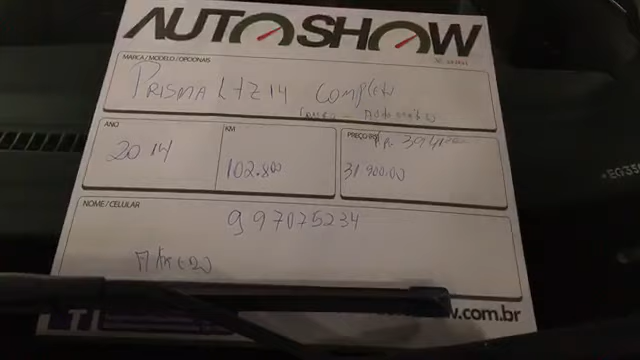 AUTOSHOW
MARCA / MODELO / OPCIONAIS
PRISMA LTZ 14 Completo
ANO
KM
PREÇO (R$)
2014
102.800
31 900.00
NOME / CELULAR
997075234
w.com.br